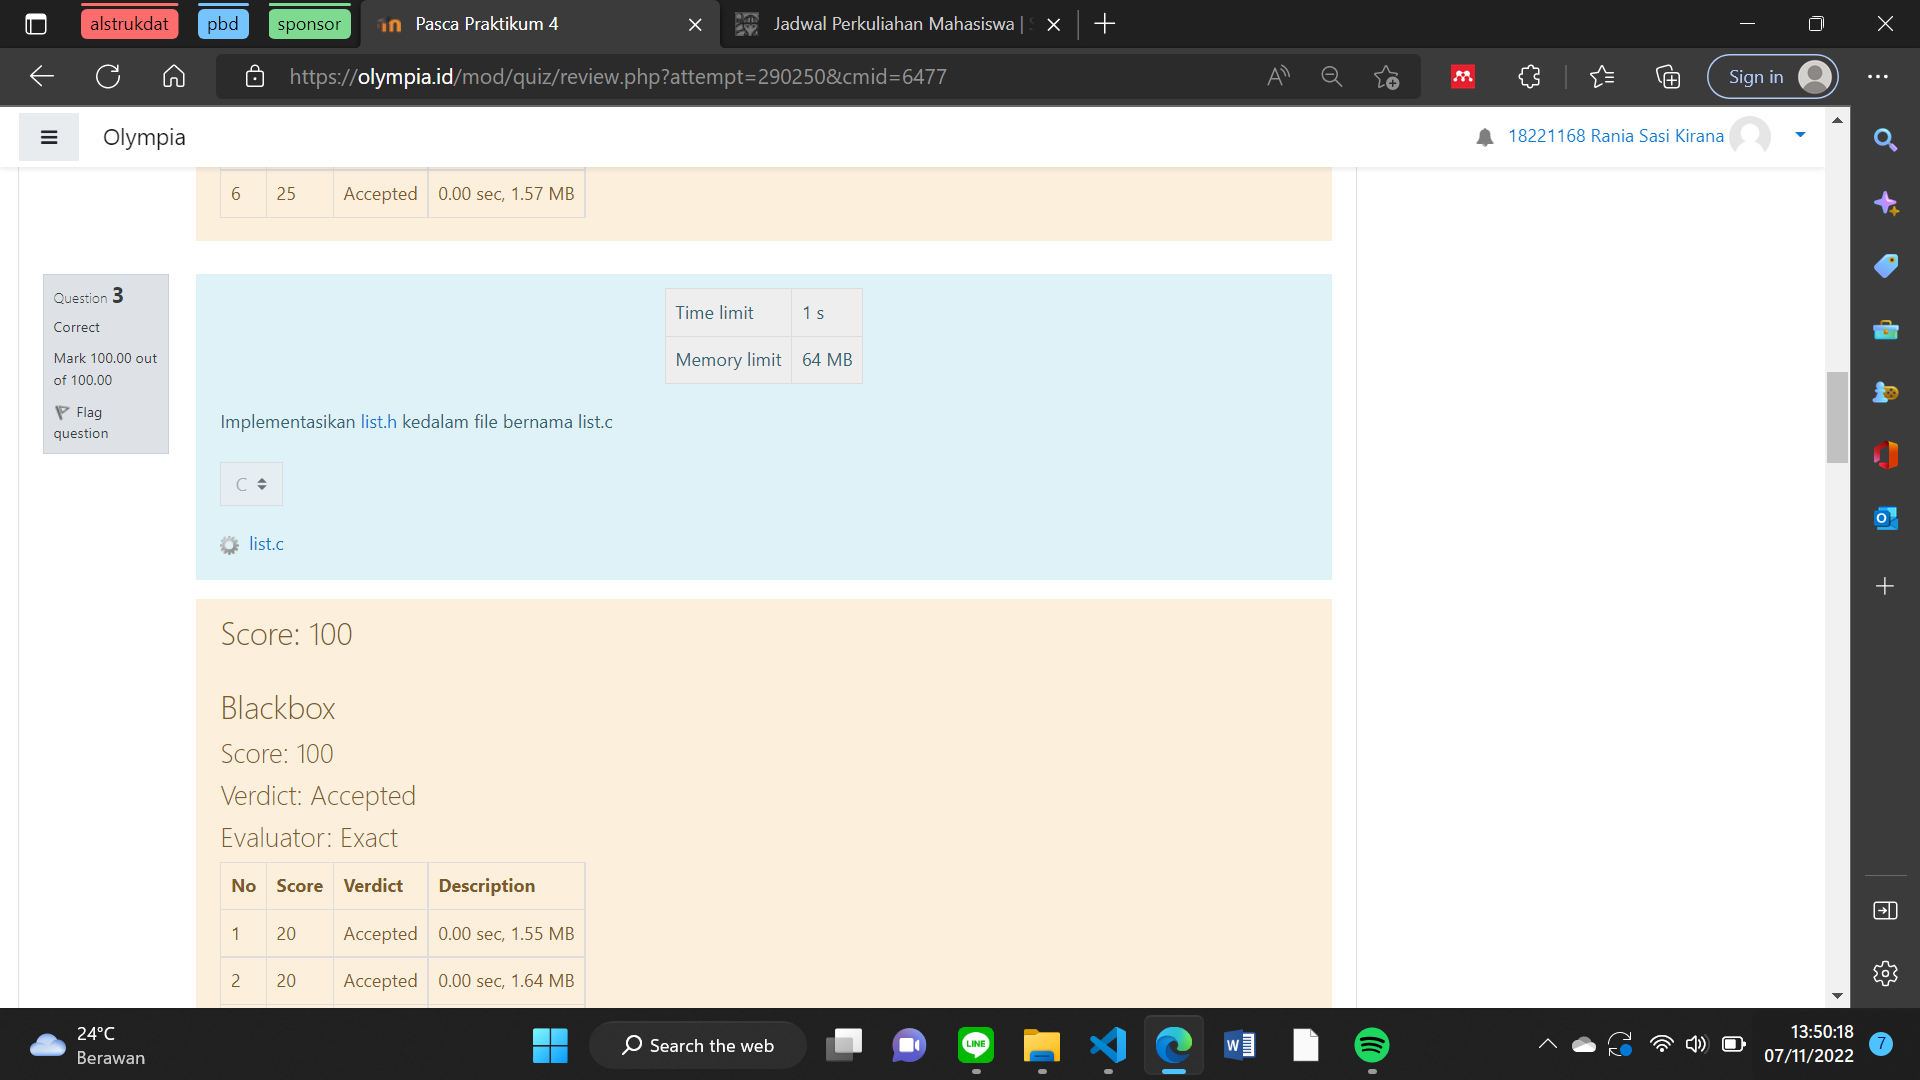 alstrukdat pbd sponsor Pasca Praktikum 4 Jadwal Perkuliahan Mahasiswa |
https://olympia.id/mod/quiz/review.php?attempt=290250&cmid=6477 Sign in
Olympia 18221168 Rania Sasi Kirana
6 25 Accepted 0.00 sec, 1.57 MB
Question 3
Correct
Mark 100.00 out
of 100.00
Flag
question
Time limit 1 s
Memory limit 64 MB
Implementasikan list.h kedalam file bernama list.c
C
list.c
Score: 100
Blackbox
Score: 100
Verdict: Accepted
Evaluator: Exact
No Score Verdict Description
1 20 Accepted 0.00 sec, 1.55 MB
2 20 Accepted 0.00 sec, 1.64 MB
24°C
Berawan
Search the web
LINE
13:50:18
07/11/2022
7